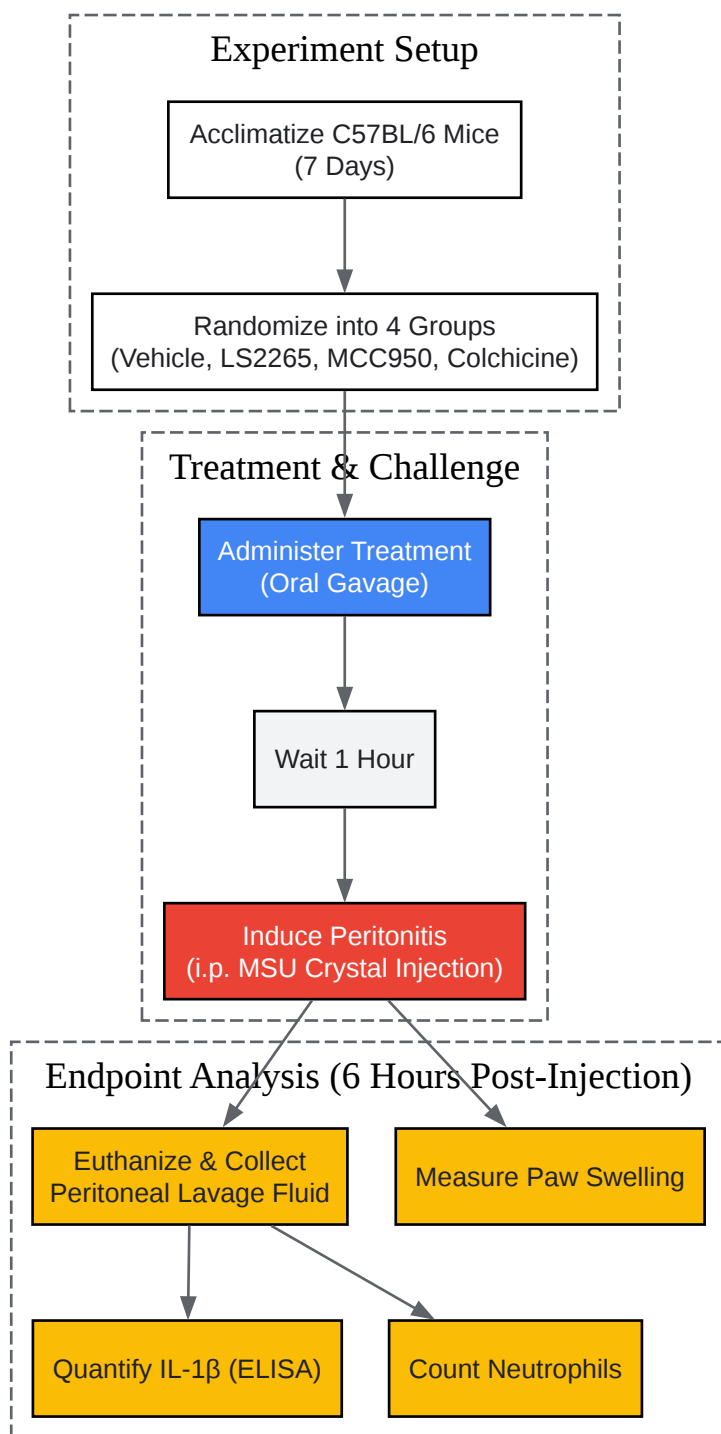 Experiment Setup
Acclimatize C57BL/6 Mice
(7 Days)
Randomize into 4 Groups
(Vehicle, LS2265, MCC950, Colchicine)
Treatment & Challenge
Administer Treatment
(Oral Gavage)
Wait 1 Hour
Induce Peritonitis
(i.p. MSU Crystal Injection)
Endpoint Analysis (6 Hours Post-Injection)
Euthanize & Collect
Peritoneal Lavage Fluid
Measure Paw Swelling
Quantify IL-1β (ELISA)
Count Neutrophils